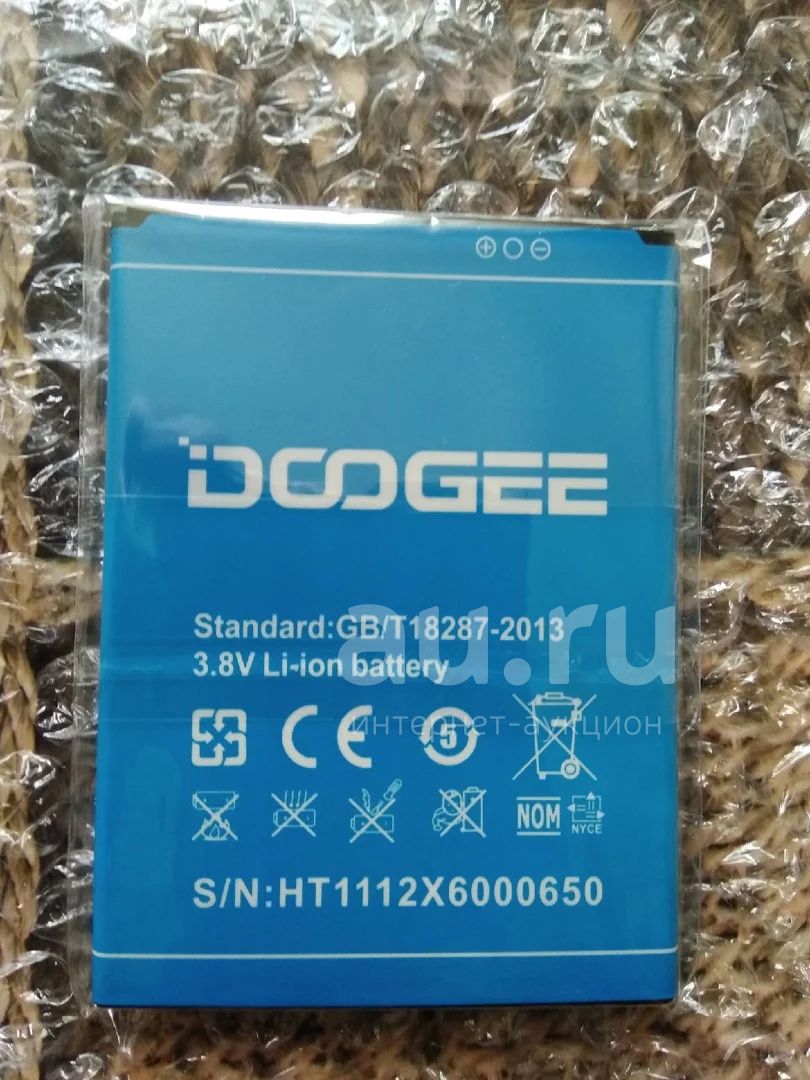 DOOGEE
Standard:GB/T18287-2013
3.8V Li-ion battery
au.ru
интернет-аукцион
CE 5
NOM NYCE
S/N:HT1112X6000650